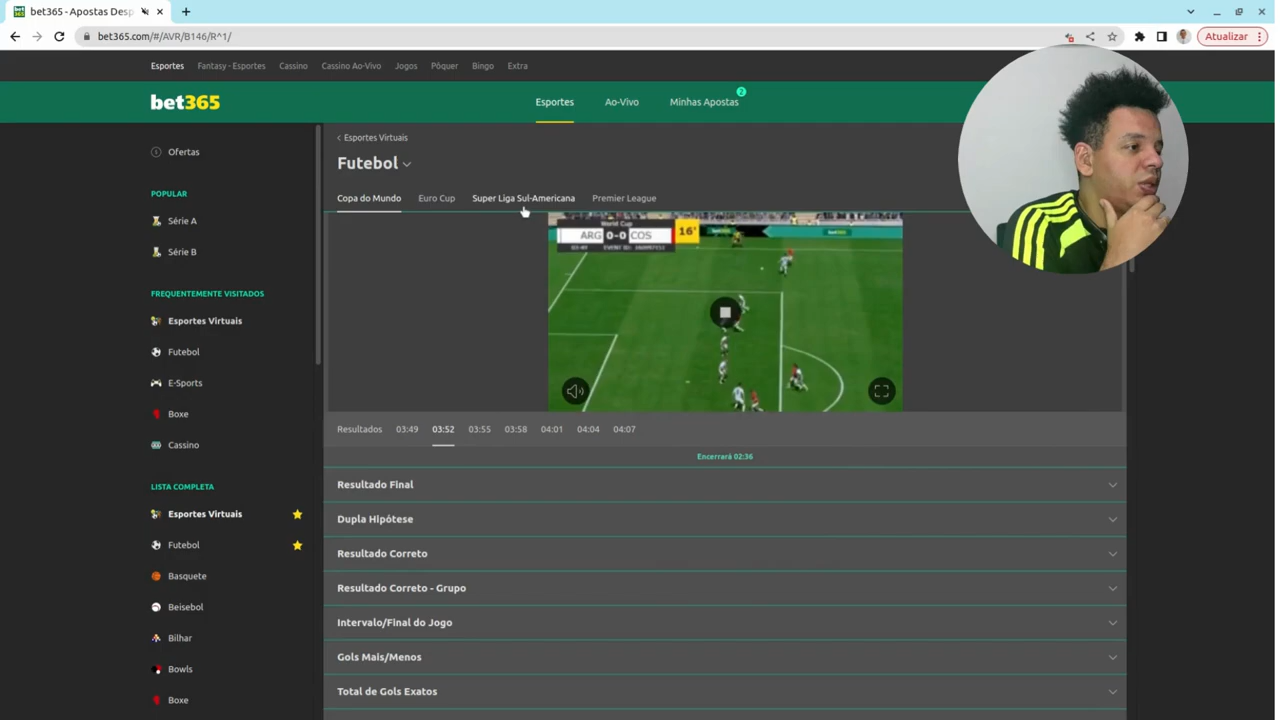 bet365 - Apostas Desp
bet365.com/#/AVR/B146/R^1/
Atualizar
Esportes
Fantasy - Esportes
Cassino
Cassino Ao-Vivo
Jogos
Pôquer
Bingo
Extra
bet365
Esportes
Ao-Vivo
Minhas Apostas
2
Ofertas
POPULAR
Série A
Série B
FREQUENTEMENTE VISITADOS
Esportes Virtuais
Futebol
E-Sports
Boxe
Cassino
LISTA COMPLETA
Esportes Virtuais
Futebol
Basquete
Beisebol
Bilhar
Bowls
Boxe
Esportes Virtuais
Futebol
Copa do Mundo
Euro Cup
Super Liga Sul-Americana
Premier League
World Cup
ARG 0-0 COS 16'
bet365
bet365
Resultados 03:49 03:52 03:55 03:58 04:01 04:04 04:07
Encerrará 02:36
Resultado Final
Dupla Hipótese
Resultado Correto
Resultado Correto - Grupo
Intervalo/Final do Jogo
Gols Mais/Menos
Total de Gols Exatos